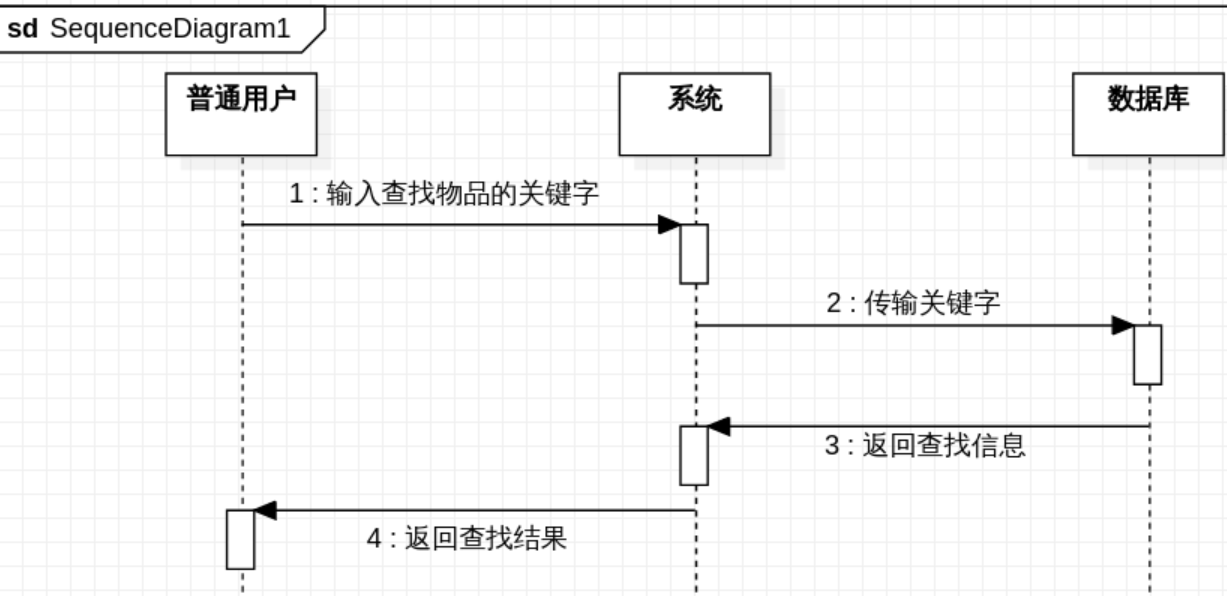 sd SequenceDiagram1
普通用户
系统
数据库
1 : 输入查找物品的关键字
2 : 传输关键字
3 : 返回查找信息
4 : 返回查找结果